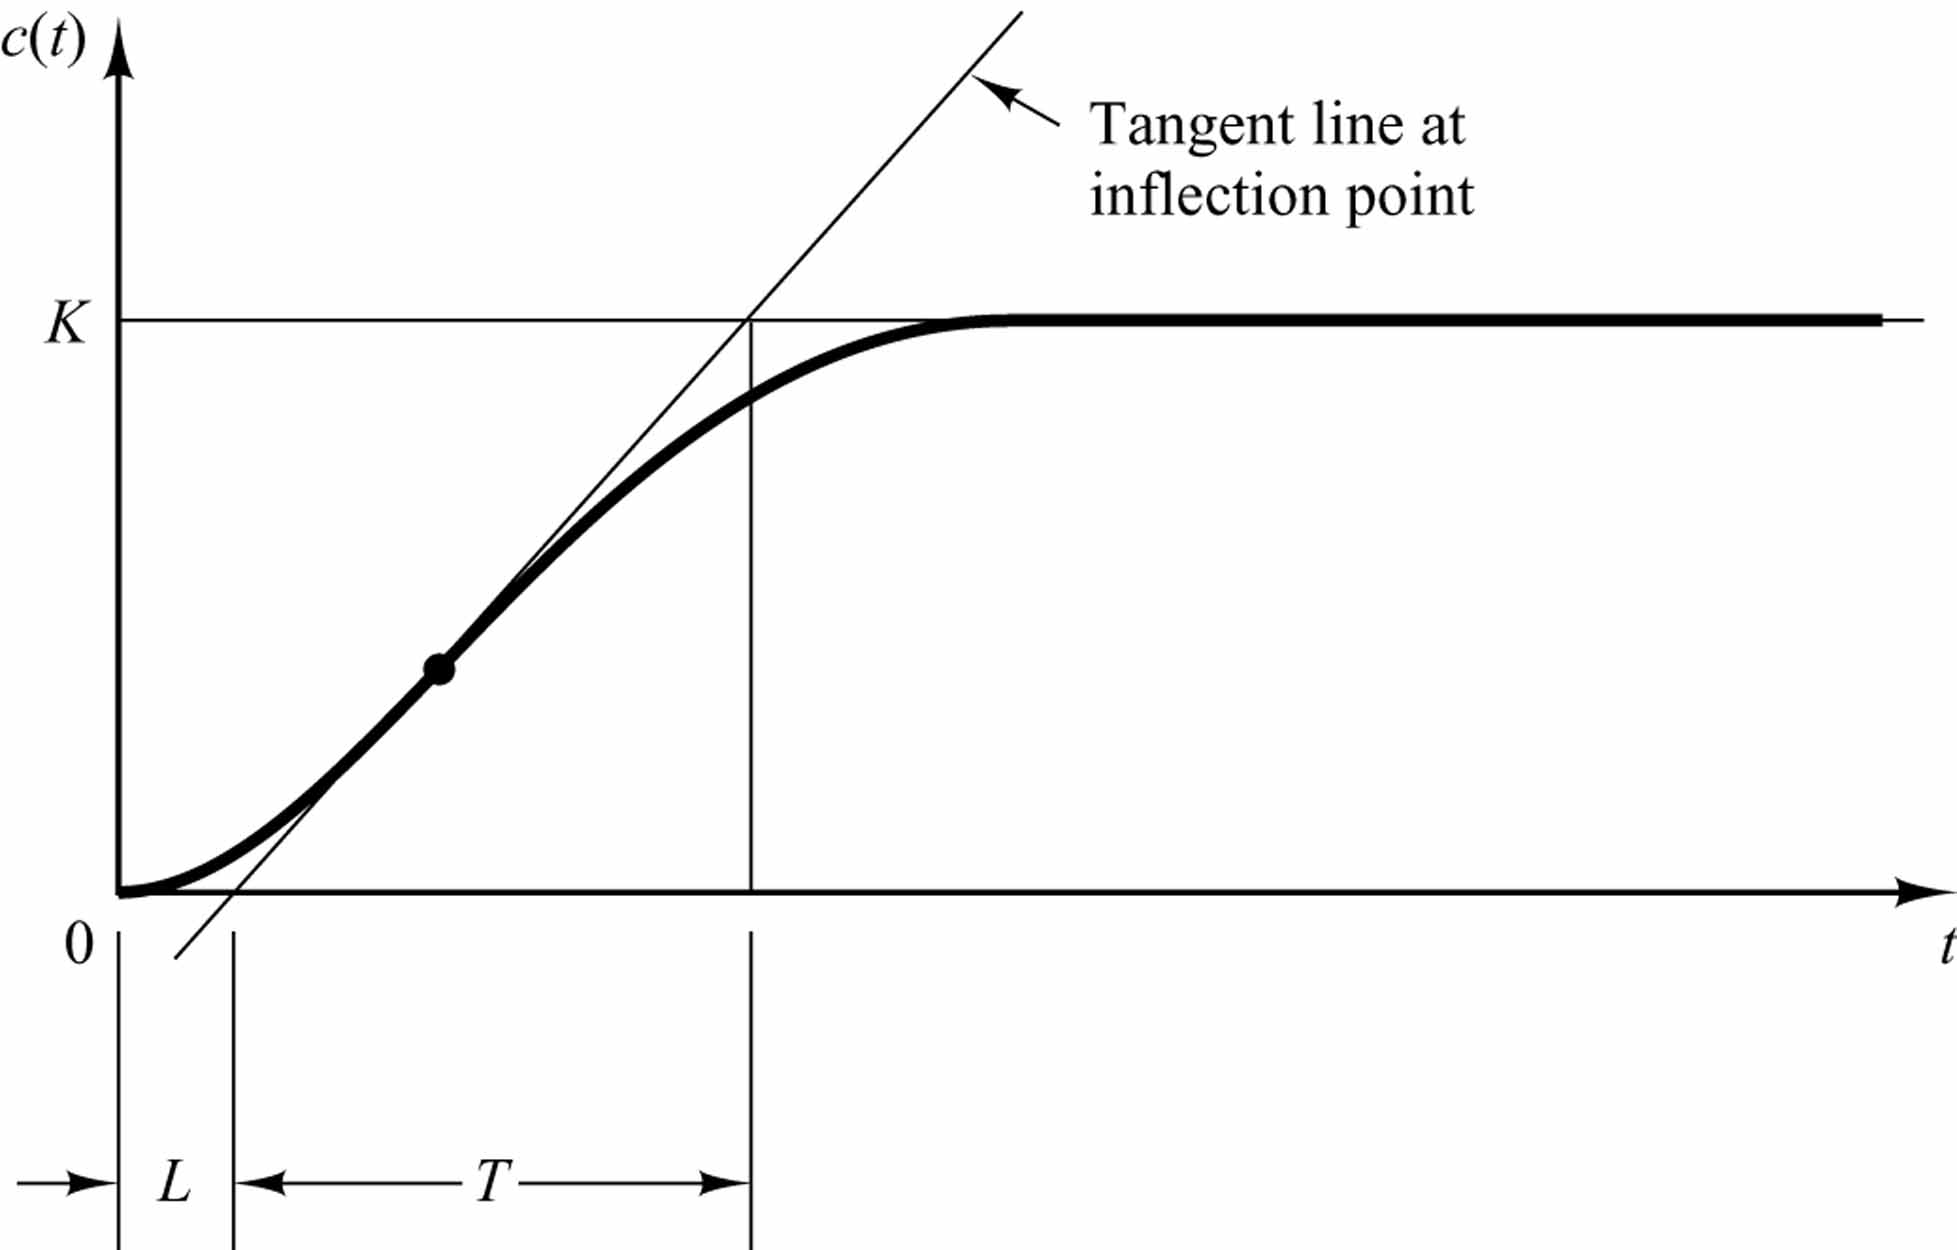 c(t)
Tangent line at
inflection point
K
0
t
L
T